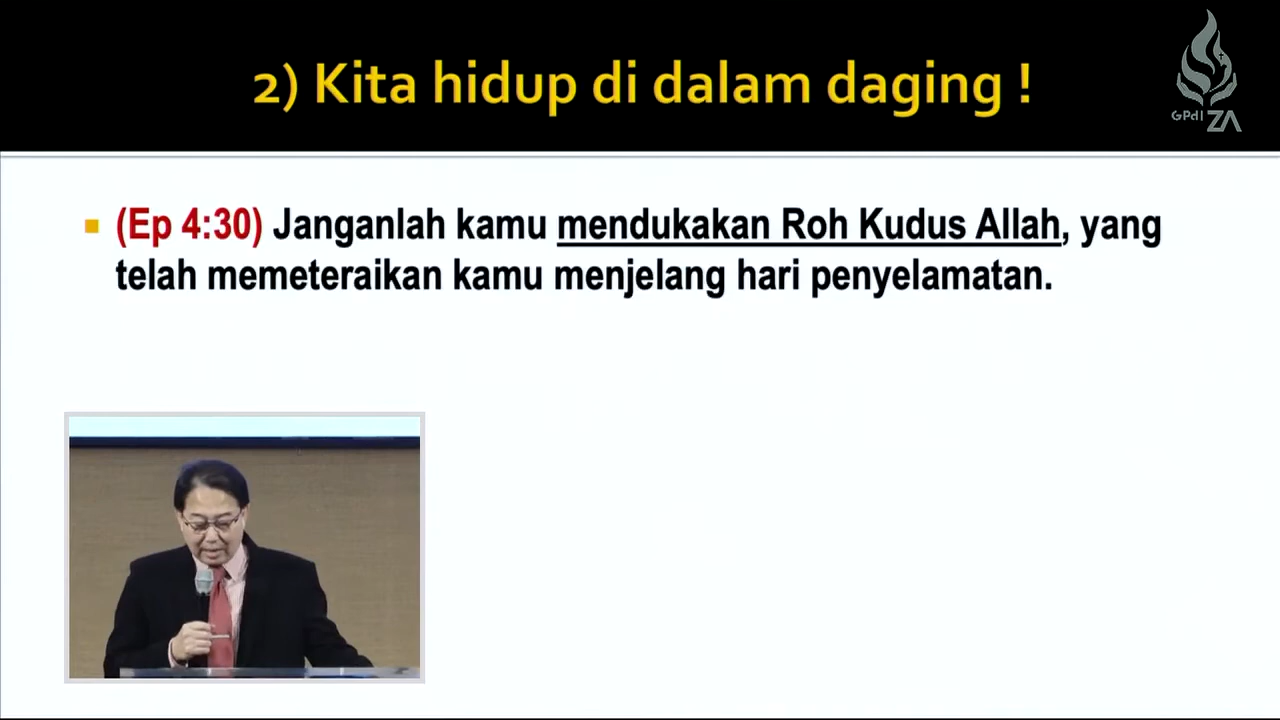 2) Kita hidup di dalam daging !
GPdI ZA
(Ep 4:30) Janganlah kamu mendukakan Roh Kudus Allah, yang
telah memeteraikan kamu menjelang hari penyelamatan.